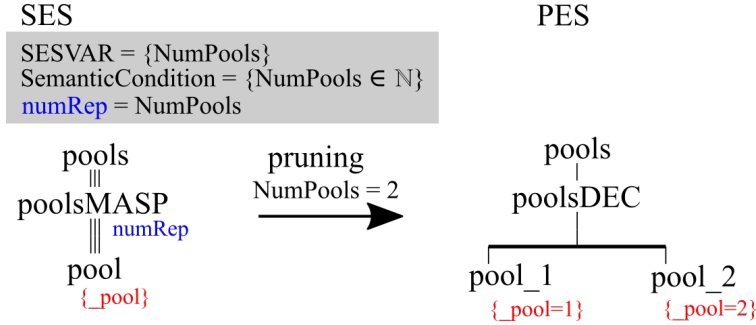 SES
PES
SESVAR = {NumPools}
SemanticCondition = {NumPools ∈ ℕ}
numRep = NumPools
pools
poolsMASP
numRep
pool
{_pool}
pruning
NumPools = 2
pools
poolsDEC
pool_1
{_pool=1}
pool_2
{_pool=2}